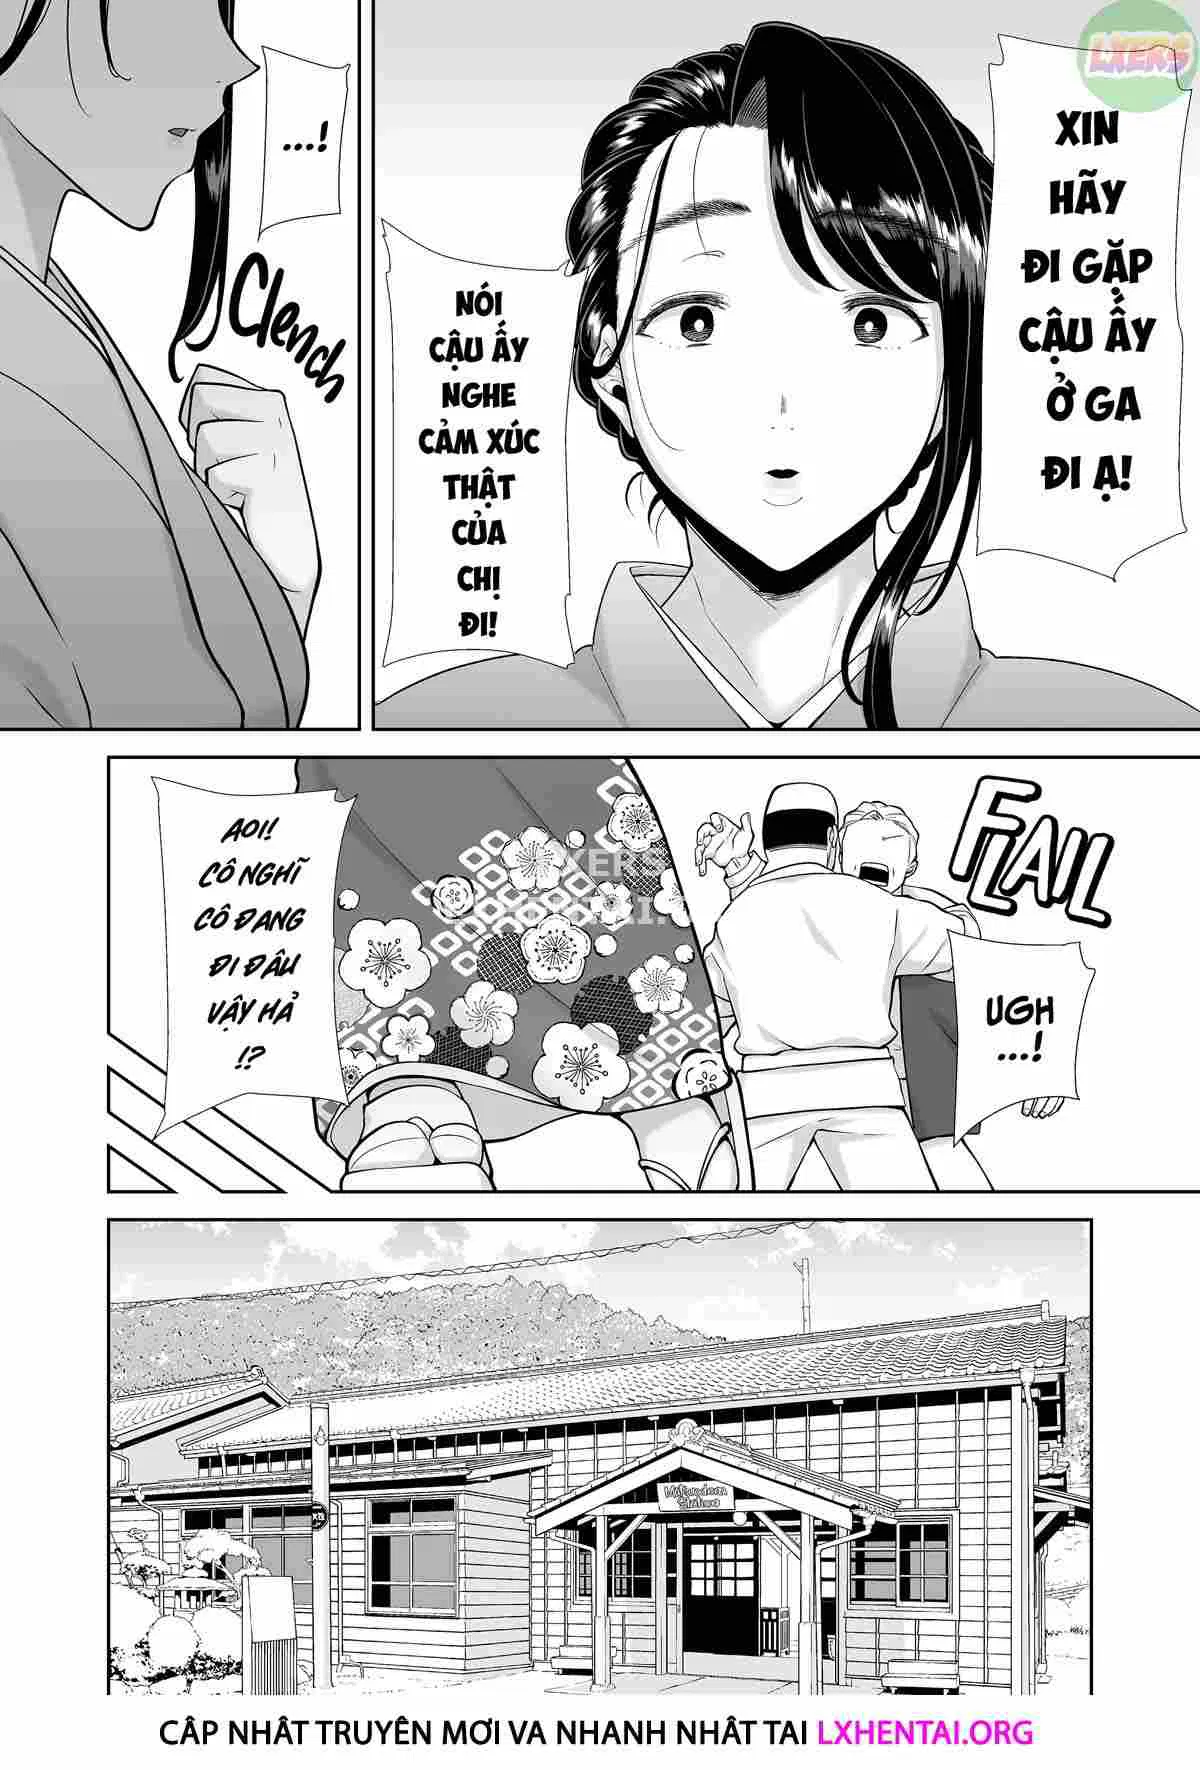 LXERS
XIN
HÃY
ĐI GẶP
CẬU ẤY
Ở GA
ĐI Ạ!
NÓI
CẬU ẤY
NGHE
CẢM XÚC
THẬT
CỦA
CHỊ
ĐI!
...!
Clench
FLAIL
UGH
...!
AOI!
CÔ NGHĨ
CÔ ĐANG
ĐI ĐÂU
VẬY HẢ
!?
Station
CẬP NHẬT TRUYỆN MỚI VÀ NHANH NHẤT TẠI LXHENTAI.ORG